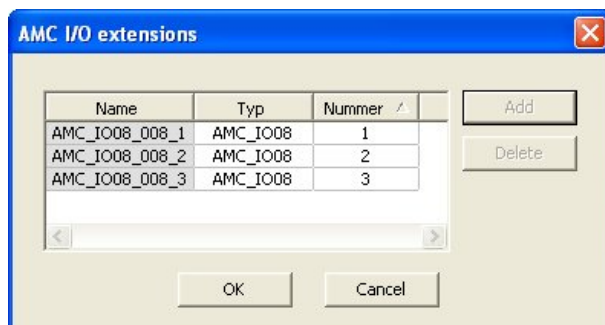 AMC I/O extensions
Name Typ Nummer
AMC_IO08_008_1 AMC_IO08 1
AMC_IO08_008_2 AMC_IO08 2
AMC_IO08_008_3 AMC_IO08 3
Add
Delete
OK Cancel